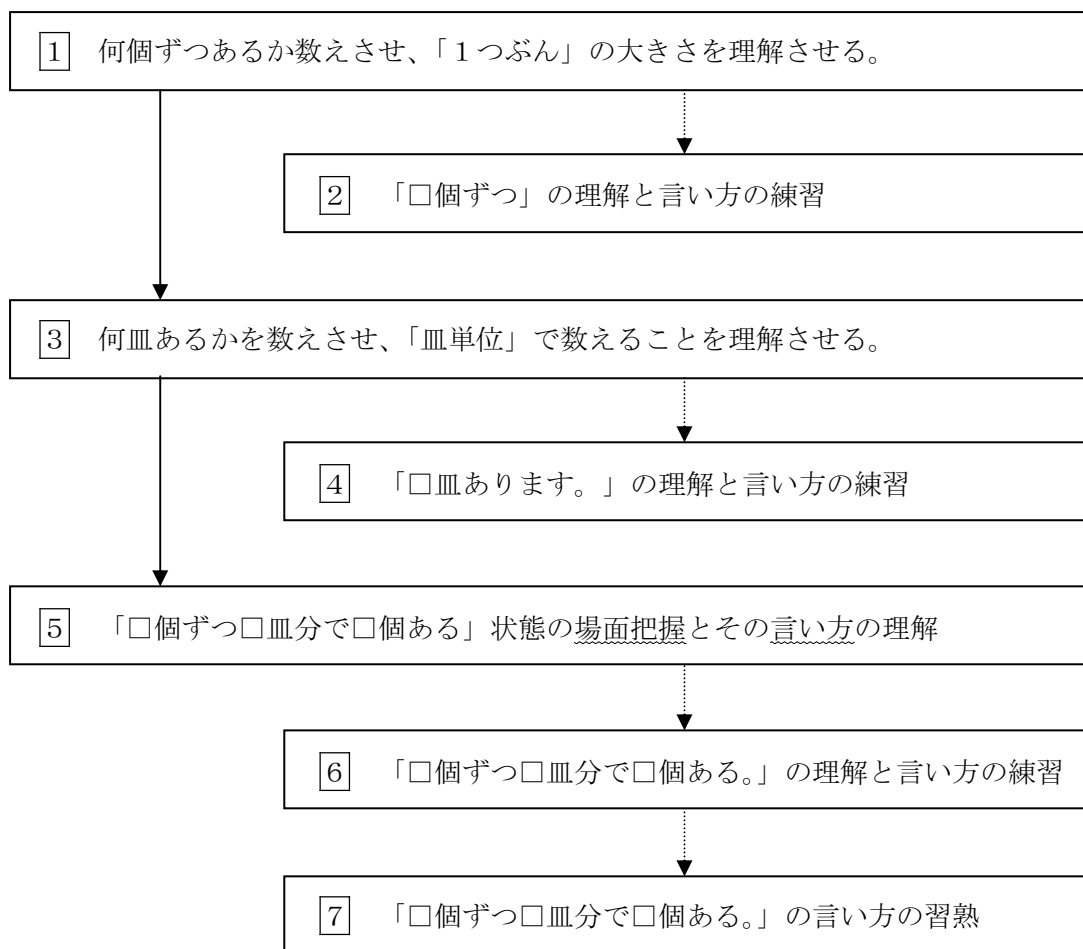 1 何個ずつあるか数えさせ、「１つぶん」の大きさを理解させる。
2 「□個ずつ」の理解と言い方の練習
3 何皿あるかを数えさせ、「皿単位」で数えることを理解させる。
4 「□皿あります。」の理解と言い方の練習
5 「□個ずつ□皿分で□個ある」状態の場面把握とその言い方の理解
6 「□個ずつ□皿分で□個ある。」の理解と言い方の練習
7 「□個ずつ□皿分で□個ある。」の言い方の習熟